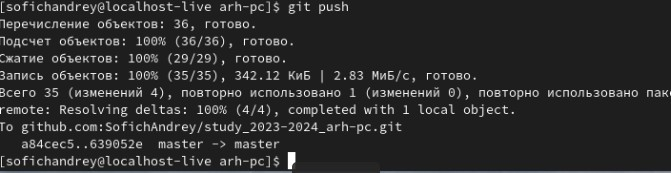 [sofichandrey@localhost-live arh-pc]$ git push
Перечисление объектов: 36, готово.
Подсчет объектов: 100% (36/36), готово.
Сжатие объектов: 100% (29/29), готово.
Запись объектов: 100% (35/35), 342.12 КиБ | 2.83 МиБ/с, готово.
Всего 35 (изменений 4), повторно использовано 1 (изменений 0), повторно использовано пак
remote: Resolving deltas: 100% (4/4), completed with 1 local object.
To github.com:SofichAndrey/study_2023-2024_arh-pc.git
a84cec5..639052e master -> master
[sofichandrey@localhost-live arh-pc]$